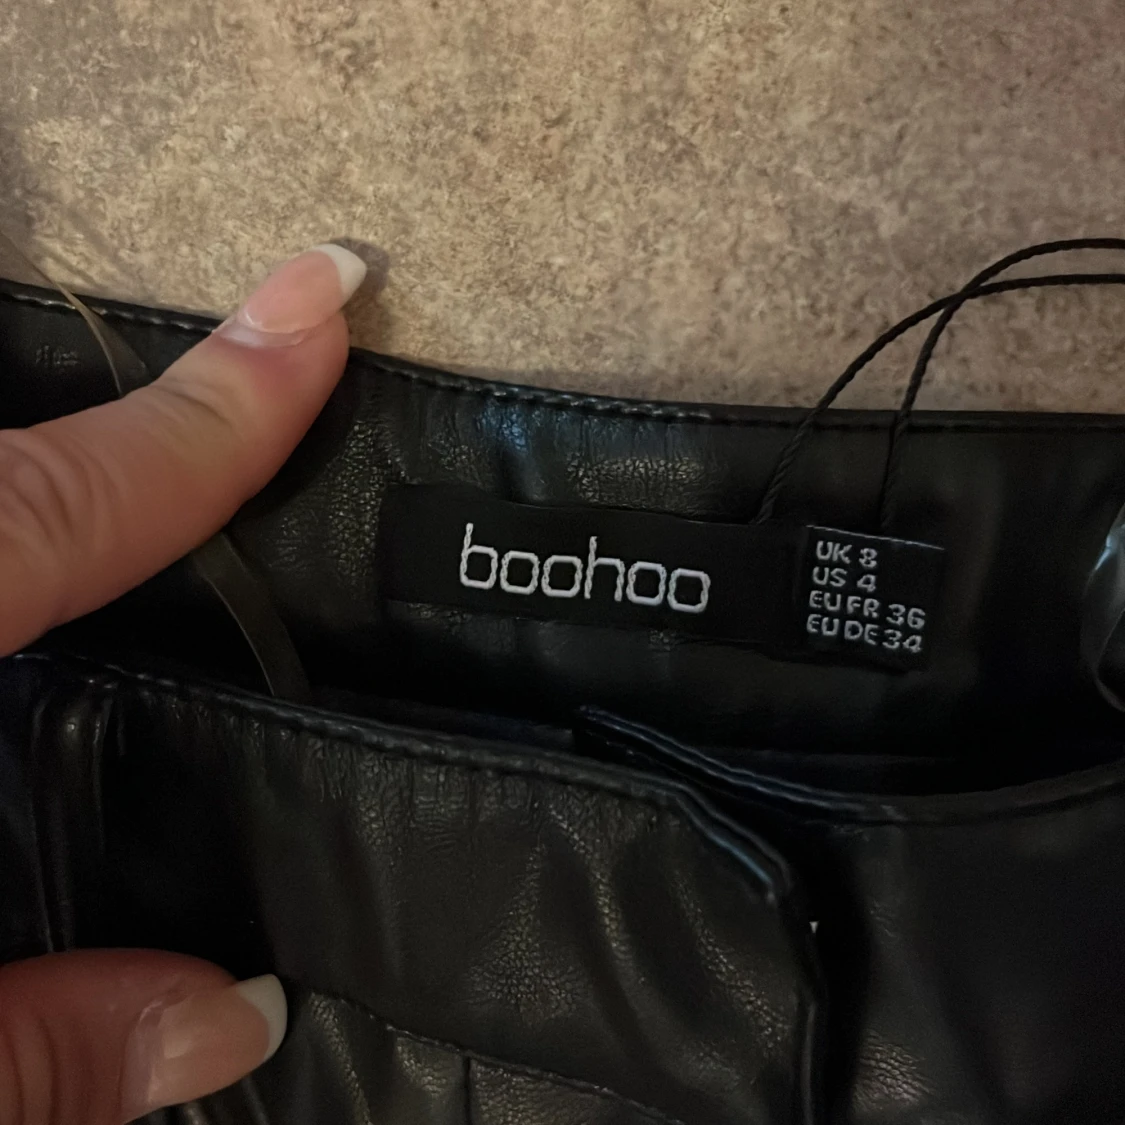 boohoo
UK 8
US 4
EU FR 36
EU DE 34